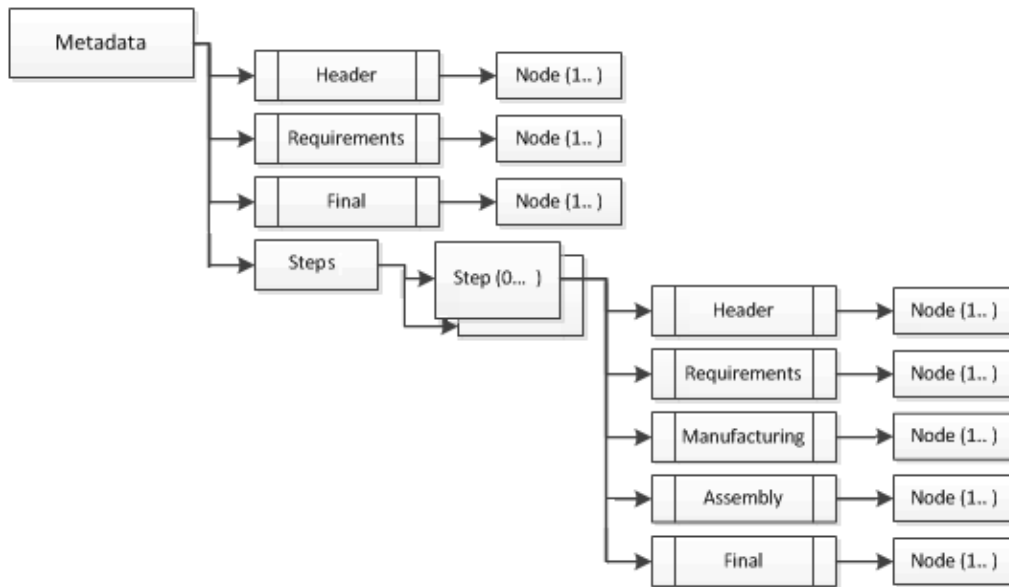 Metadata
Header
Node (1.. )
Requirements
Node (1.. )
Final
Node (1.. )
Steps
Step (0... )
Header
Node (1.. )
Requirements
Node (1.. )
Manufacturing
Node (1.. )
Assembly
Node (1.. )
Final
Node (1.. )